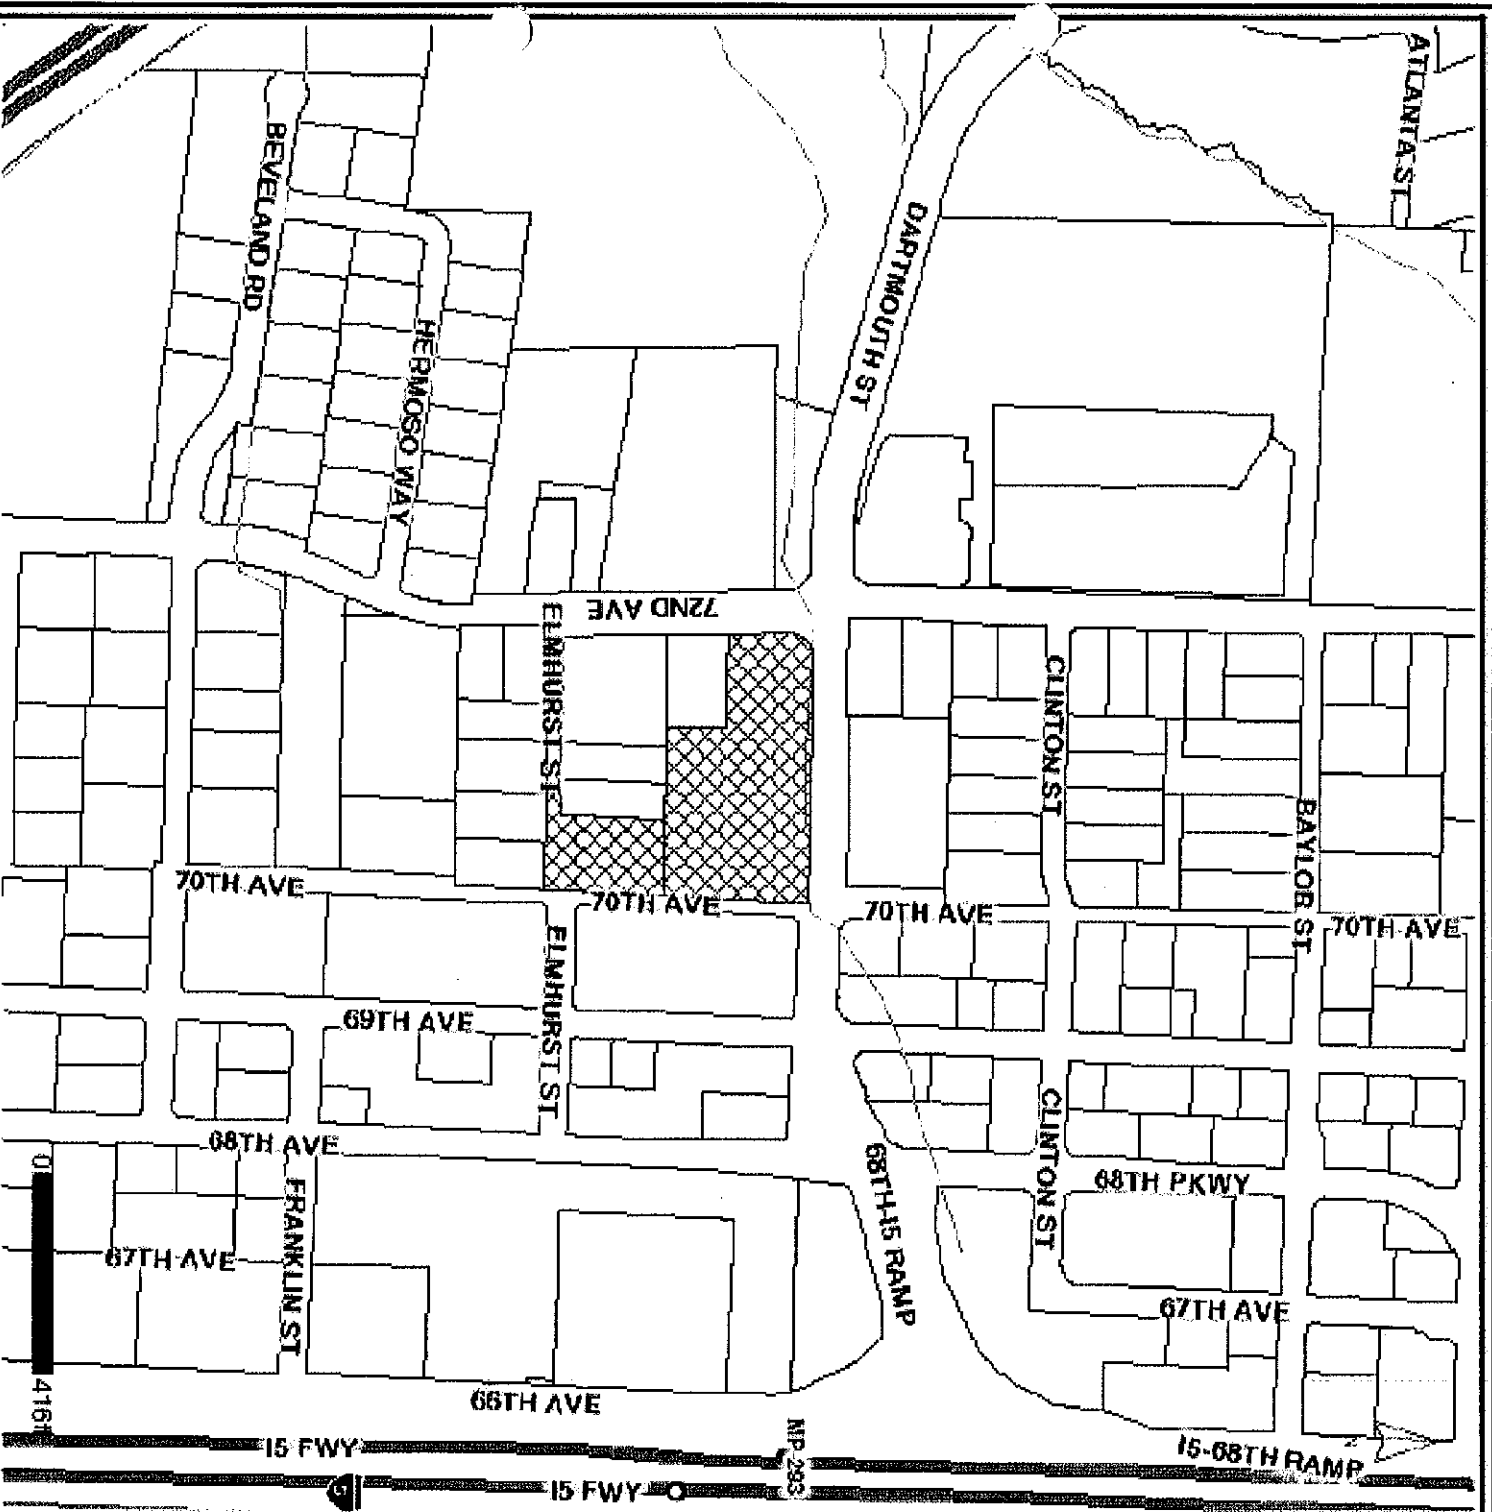 ATLANTA ST
BEVELAND RD
DARTMOUTH ST
HERMOSO WAY
72ND AVE
ELMHURST ST
CLINTON ST
BAYLOR ST
70TH AVE
70TH AVE
70TH AVE
70TH AVE
ELMHURST ST
69TH AVE
68TH AVE
CLINTON ST
68TH-I5 RAMP
68TH PKWY
0
FRANKLIN ST
67TH AVE
67TH AVE
416ft
66TH AVE
MP-293
I5 FWY
I5-68TH RAMP
I5 FWY
5